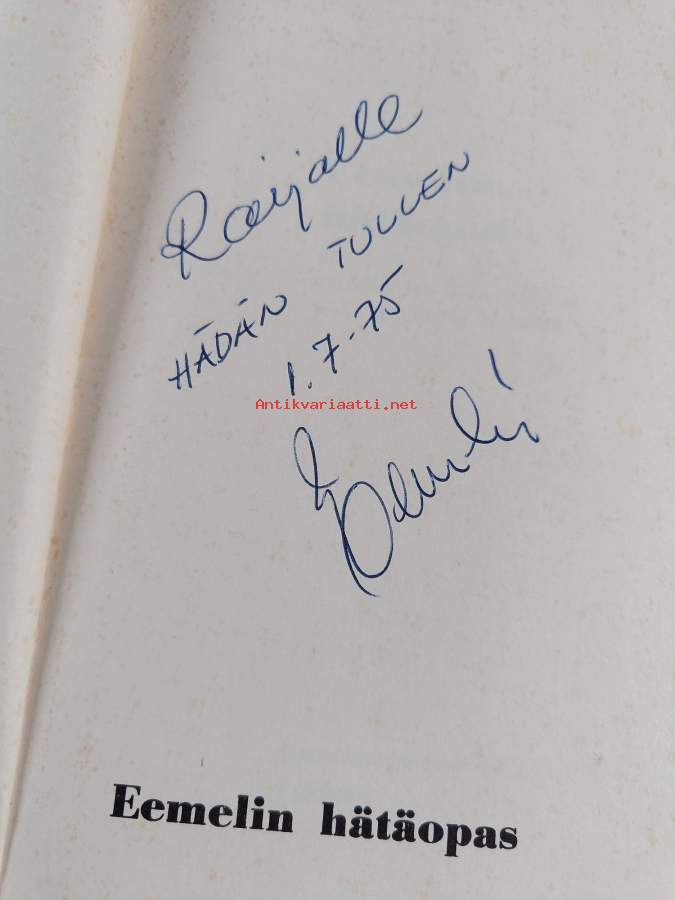 Raijalle
HÄDÄN TULLEN
1.7.75
Antikvariaatti.net
Eemeli
Eemelin hätäopas